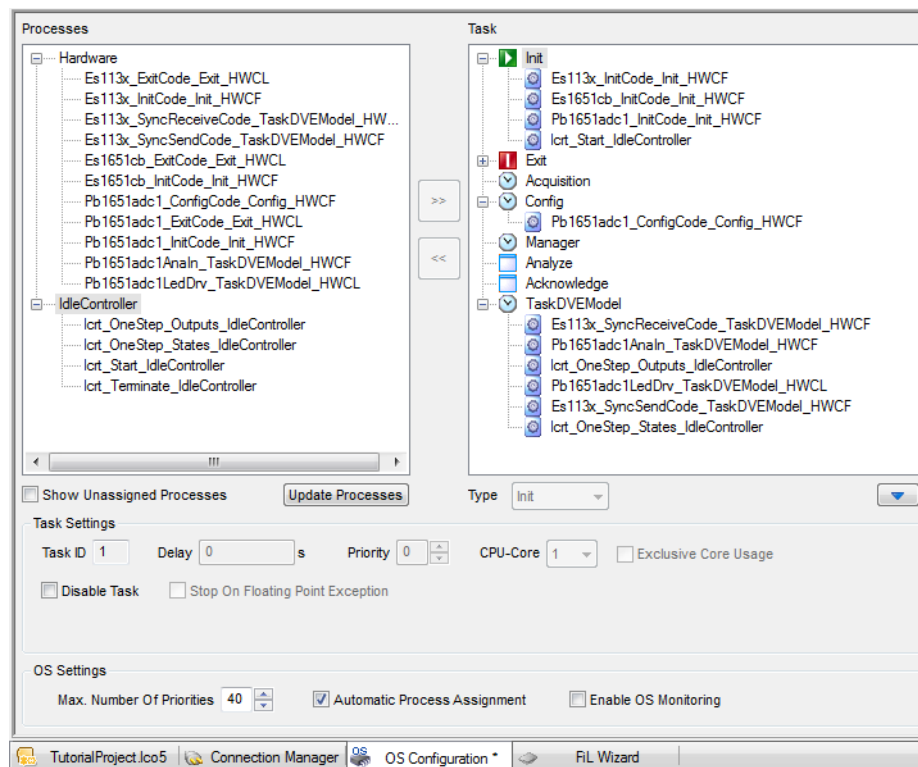 Processes
Hardware
Es113x_ExitCode_Exit_HWCL
Es113x_InitCode_Init_HWCF
Es113x_SyncReceiveCode_TaskDVEModel_HW...
Es113x_SyncSendCode_TaskDVEModel_HWCF
Es1651cb_ExitCode_Exit_HWCL
Es1651cb_InitCode_Init_HWCF
Pb1651adc1_ConfigCode_Config_HWCF
Pb1651adc1_ExitCode_Exit_HWCL
Pb1651adc1_InitCode_Init_HWCF
Pb1651adc1AnaIn_TaskDVEModel_HWCF
Pb1651adc1LedDrv_TaskDVEModel_HWCL
IdleController
Icrt_OneStep_Outputs_IdleController
Icrt_OneStep_States_IdleController
Icrt_Start_IdleController
Icrt_Terminate_IdleController
>>
<<
Task
Init
Es113x_InitCode_Init_HWCF
Es1651cb_InitCode_Init_HWCF
Pb1651adc1_InitCode_Init_HWCF
Icrt_Start_IdleController
Exit
Acquisition
Config
Pb1651adc1_ConfigCode_Config_HWCF
Manager
Analyze
Acknowledge
TaskDVEModel
Es113x_SyncReceiveCode_TaskDVEModel_HWCF
Pb1651adc1AnaIn_TaskDVEModel_HWCF
Icrt_OneStep_Outputs_IdleController
Pb1651adc1LedDrv_TaskDVEModel_HWCL
Es113x_SyncSendCode_TaskDVEModel_HWCF
Icrt_OneStep_States_IdleController
Show Unassigned Processes Update Processes Type Init
Task Settings
Task ID 1 Delay 0 s Priority 0 CPU-Core 1 Exclusive Core Usage
Disable Task Stop On Floating Point Exception
OS Settings
Max. Number Of Priorities 40 Automatic Process Assignment Enable OS Monitoring
TutorialProject.lco5 Connection Manager OS OS Configuration * FiL Wizard